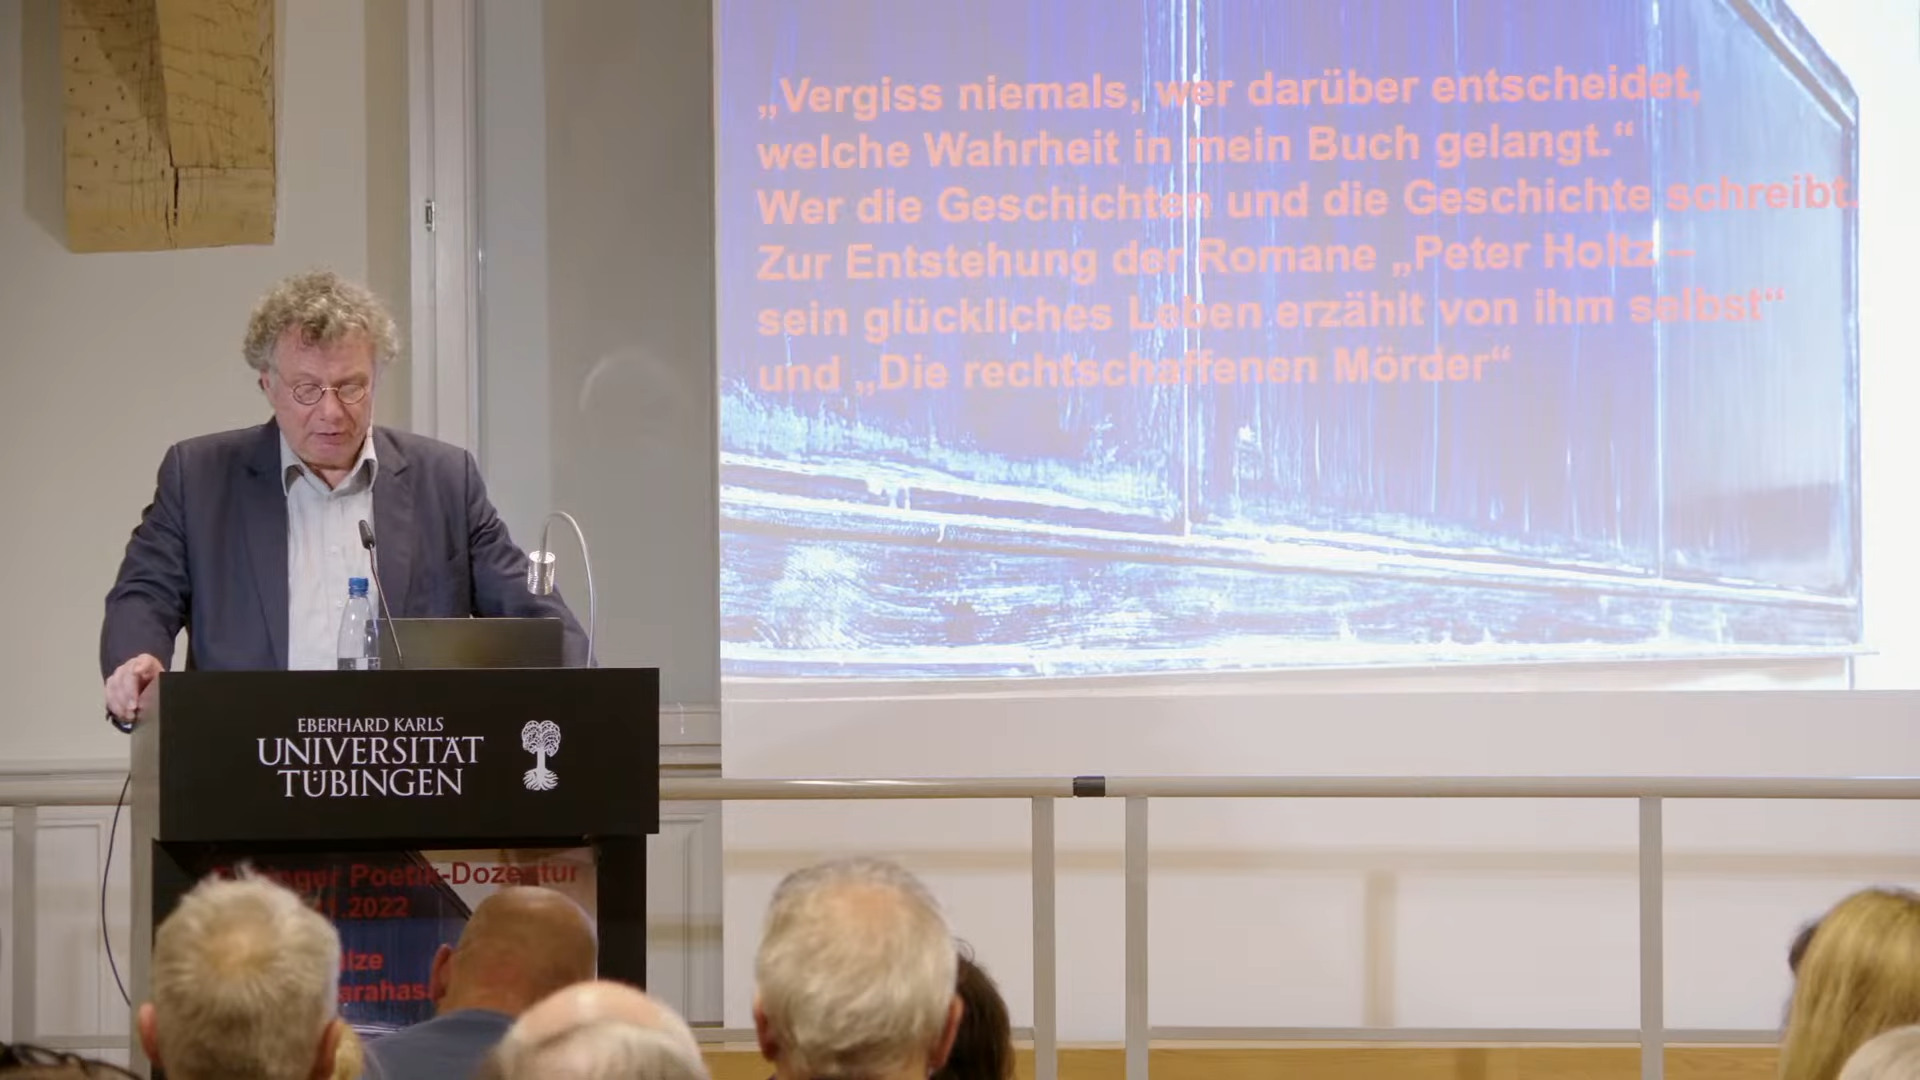 „Vergiss niemals, wer darüber entscheidet,
welche Wahrheit in mein Buch gelangt.“
Wer die Geschichten und die Geschichte schreibt.
Zur Entstehung der Romane „Peter Holtz –
sein glückliches Leben erzählt von ihm selbst“
und „Die rechtschaffenen Mörder“
EBERHARD KARLS
UNIVERSITÄT
TÜBINGEN
Poetik-Dozentur
.2022